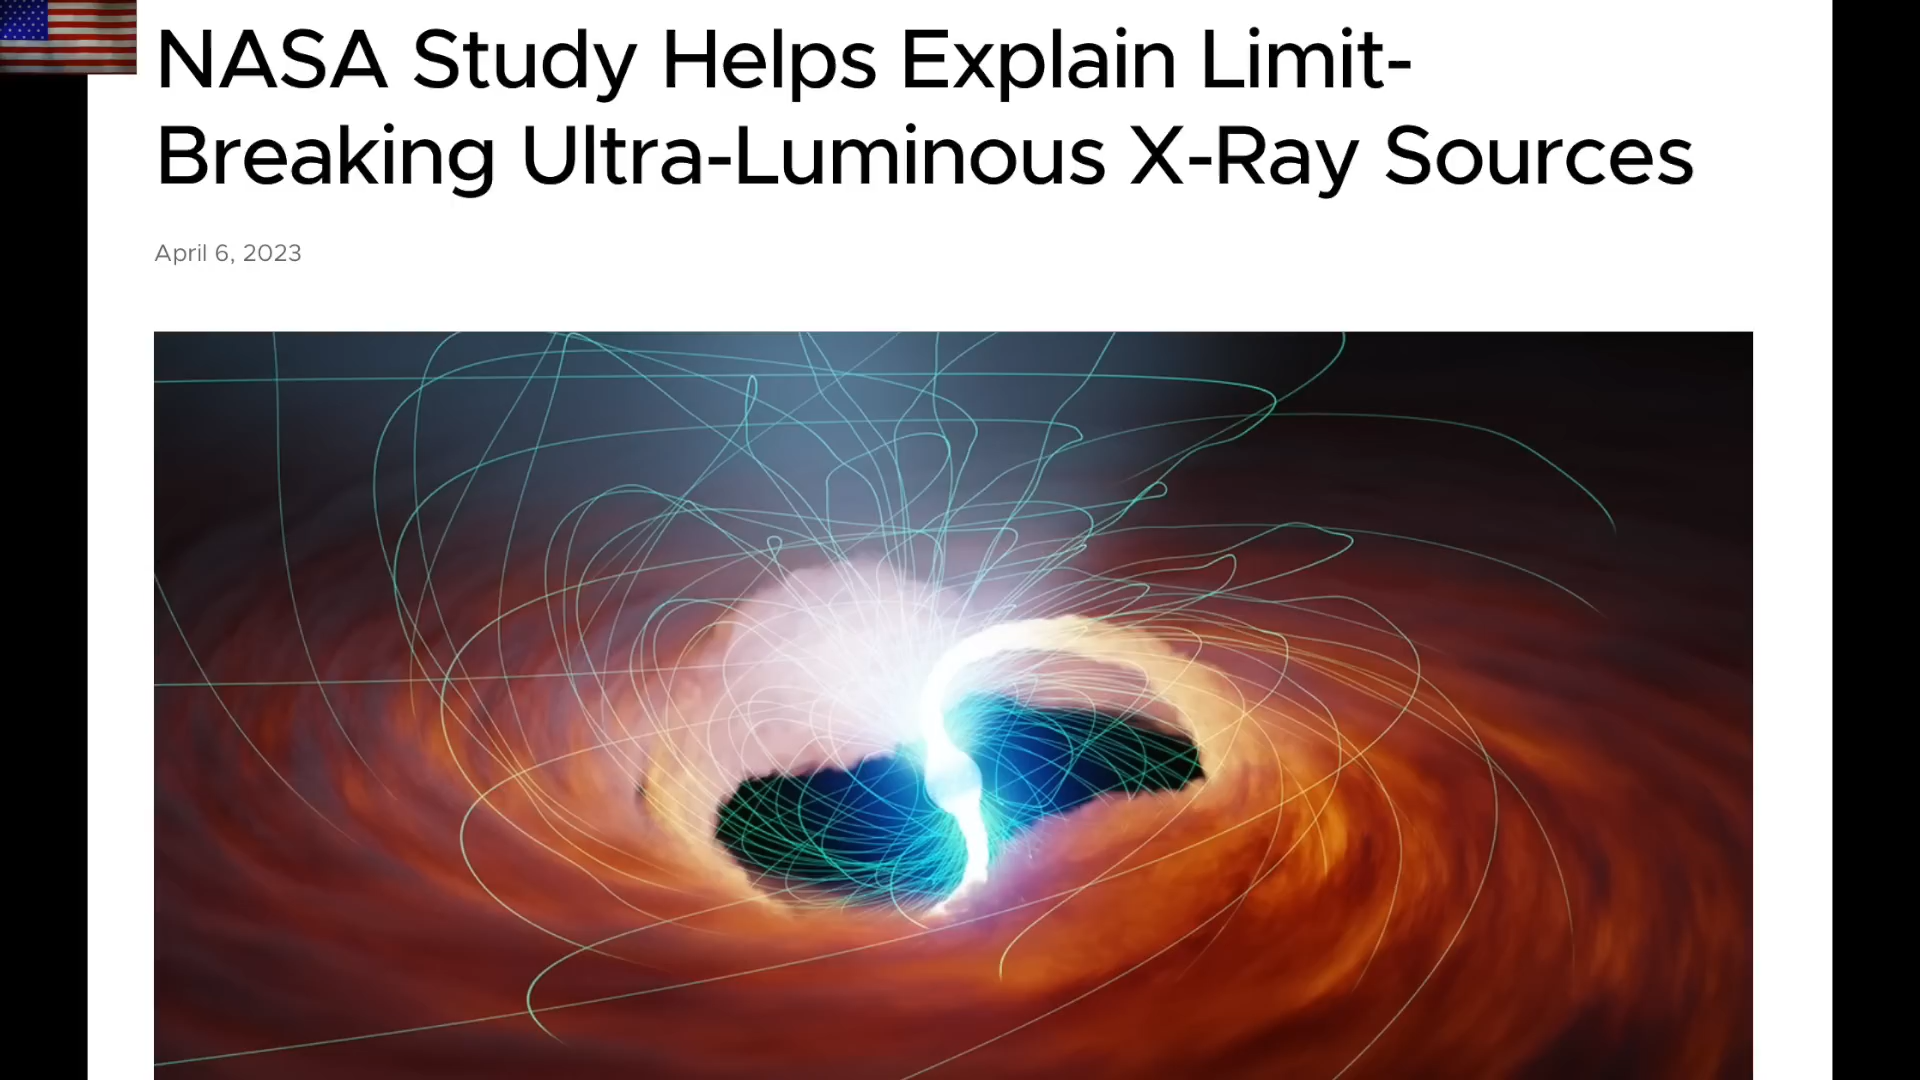 NASA Study Helps Explain Limit-
Breaking Ultra-Luminous X-Ray Sources
April 6, 2023